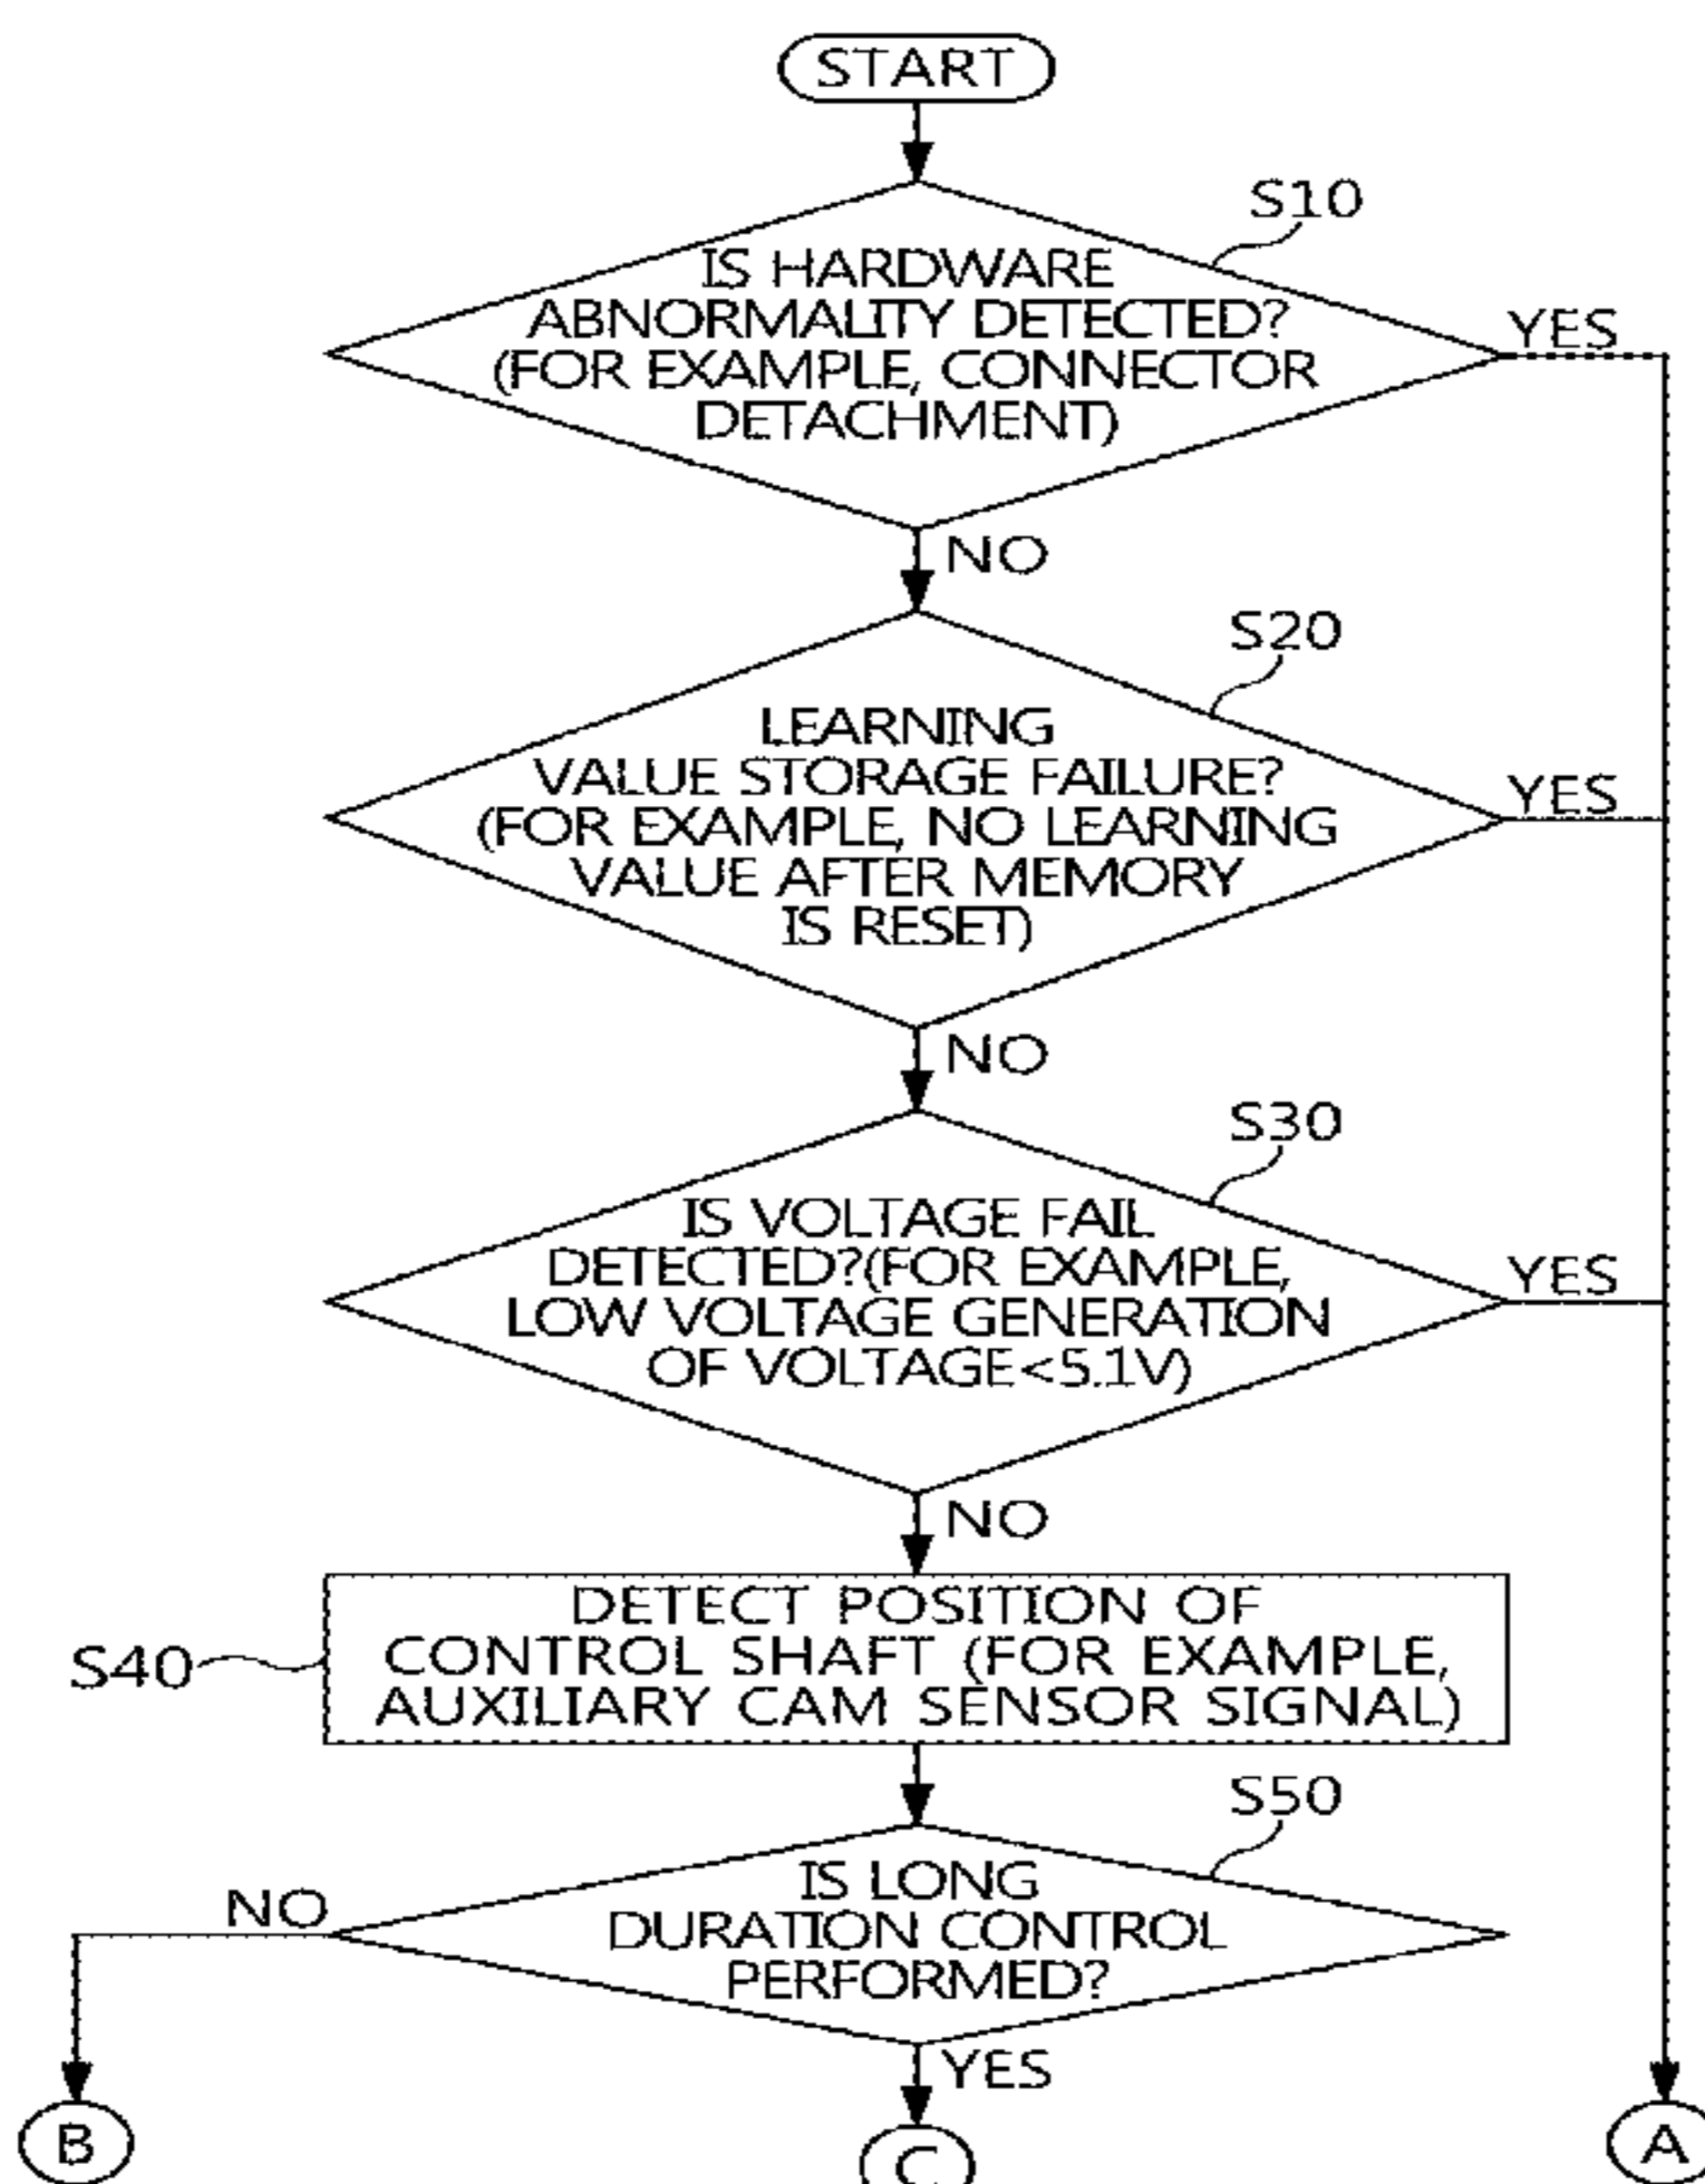 START
S10
IS HARDWARE
ABNORMALITY DETECTED?
(FOR EXAMPLE, CONNECTOR
DETACHMENT)
YES
NO
S20
LEARNING
VALUE STORAGE FAILURE?
(FOR EXAMPLE, NO LEARNING
VALUE AFTER MEMORY
IS RESET)
YES
NO
S30
IS VOLTAGE FAIL
DETECTED?(FOR EXAMPLE,
LOW VOLTAGE GENERATION
OF VOLTAGE<5.1V)
YES
NO
S40
DETECT POSITION OF
CONTROL SHAFT (FOR EXAMPLE,
AUXILIARY CAM SENSOR SIGNAL)
S50
IS LONG
DURATION CONTROL
PERFORMED?
NO
YES
B
C
A